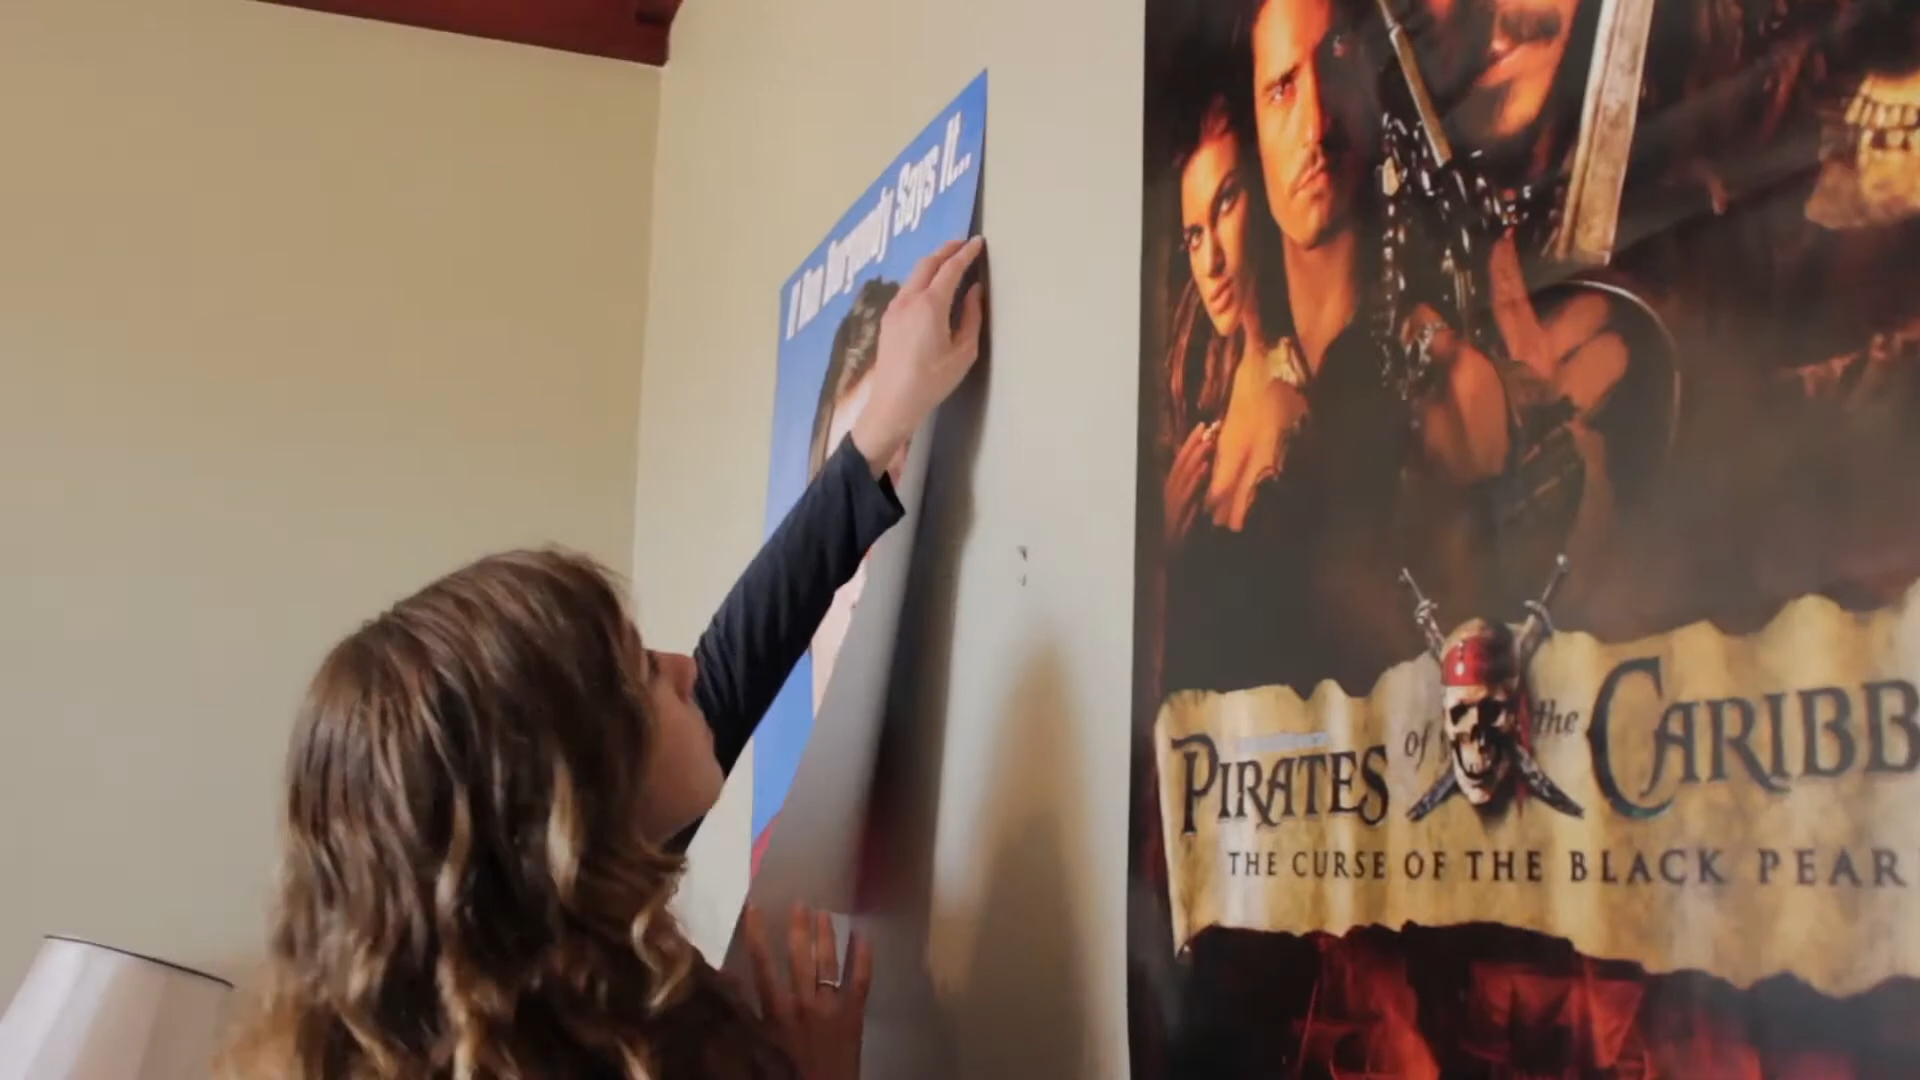 If Ron Burgundy Says It...
PIRATES of the CARIBB
THE CURSE OF THE BLACK PEAR